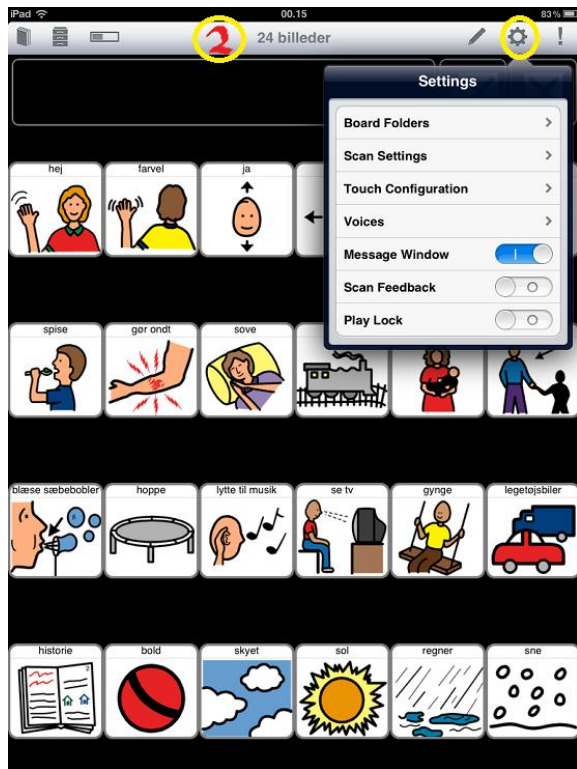 iPad 00.15 83 %
2 24 billeder
Settings
Board Folders
Scan Settings
Touch Configuration
Voices
Message Window
Scan Feedback
Play Lock
hej farvel ja
spise gør ondt sove
blæse sæbebobler hoppe lytte til musik se tv gynge legetøjsbiler
historie bold skyet sol regner sne